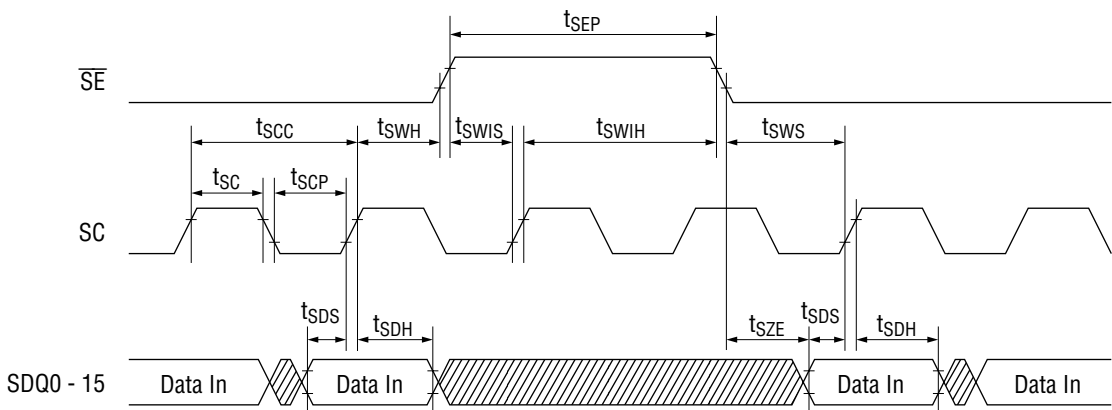 tSEP
SE
tSCC tSWH tSWIS tSWIH tSWS
tSC tSCP
SC
tSDS tSDH tSZE tSDS tSDH
SDQ0 - 15 Data In Data In Data In Data In